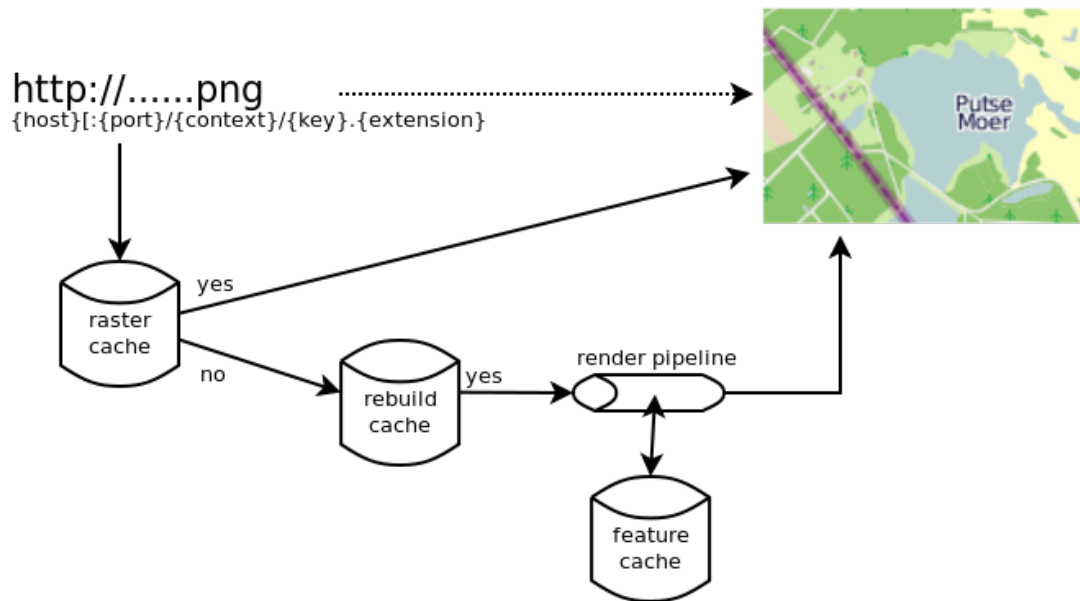 http://......png
{host}[:{port}/{context}/{key}.{extension}
Putse
Moer
yes
raster
cache
no
render pipeline
yes
rebuild
cache
feature
cache